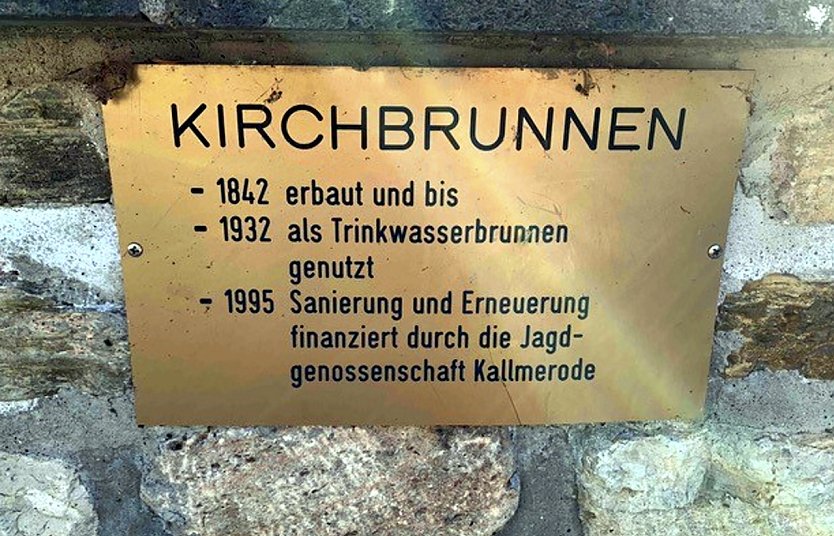 KIRCHBRUNNEN
- 1842 erbaut und bis
- 1932 als Trinkwasserbrunnen
genutzt
- 1995 Sanierung und Erneuerung
finanziert durch die Jagd-
genossenschaft Kallmerode